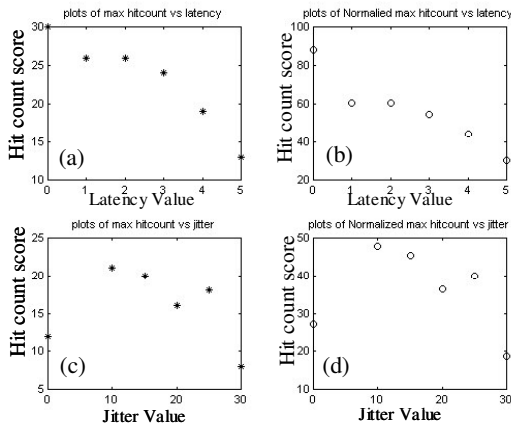 plots of max hitcount vs latency
Hit count score
30
25
20
15
10
(a)
0 1 2 3 4 5
Latency Value
plots of Normalied max hitcount vs latency
Hit count score
100
80
60
40
20
(b)
0 1 2 3 4 5
Latency Value
plots of max hitcount vs jitter
Hit count score
25
20
15
10
5
(c)
0 10 20 30
Jitter Value
plots of Normalized max hitcount vs jitter
Hit count score
50
40
30
20
10
(d)
0 10 20 30
Jitter Value